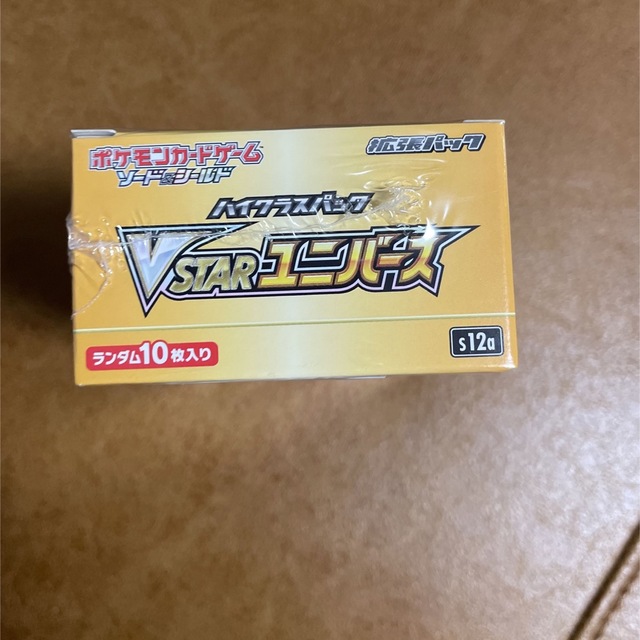 ポケモンカードゲーム
ソード&シールド
拡張パック
ハイクラスパック
VSTARユニバース
ランダム10枚入り
s12a